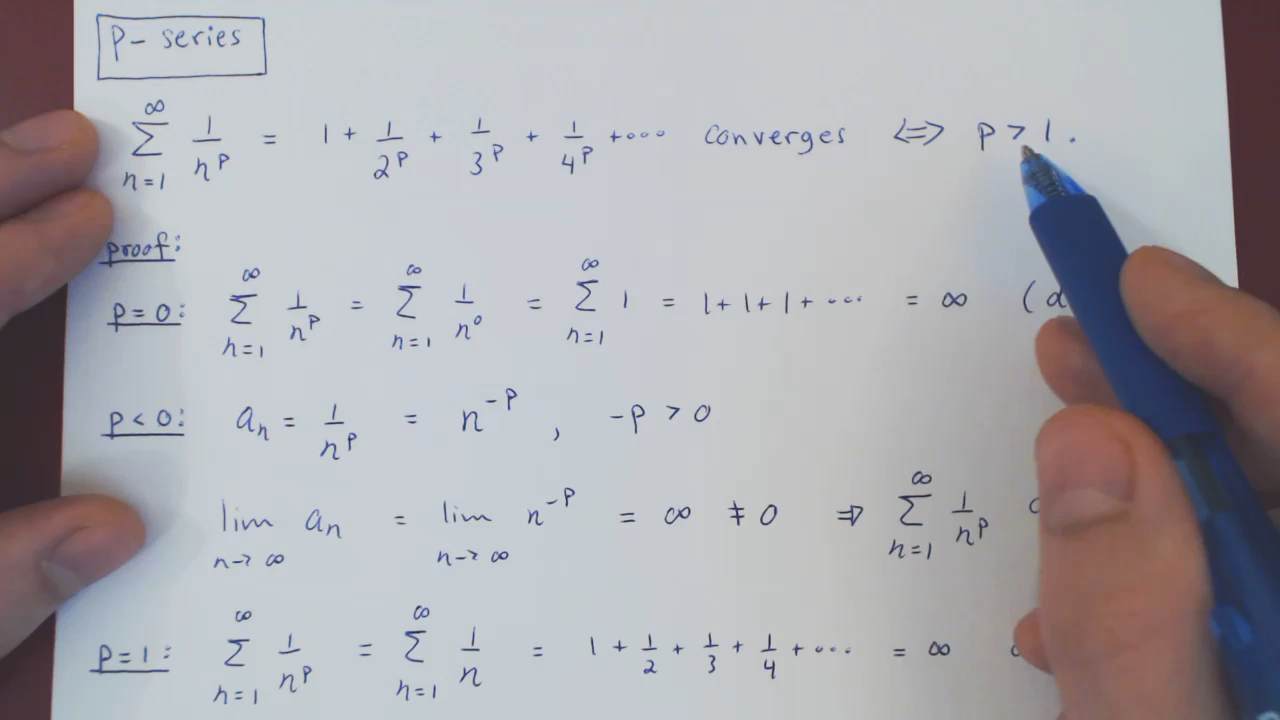 P-series
∞∑n=1 1/n^p = 1 + 1/2^p + 1/3^p + 1/4^p + ... converges ⇔ p > 1.
proof:
p=0: ∞∑n=1 1/n^p = ∞∑n=1 1/n^0 = ∞∑n=1 1 = 1+1+1+... = ∞ (d
p<0: a_n = 1/n^p = n^-p , -p > 0
lim n→∞ a_n = lim n→∞ n^-p = ∞ ≠ 0 ⇒ ∞∑n=1 1/n^p
p=1: ∞∑n=1 1/n^p = ∞∑n=1 1/n = 1 + 1/2 + 1/3 + 1/4 + ... = ∞